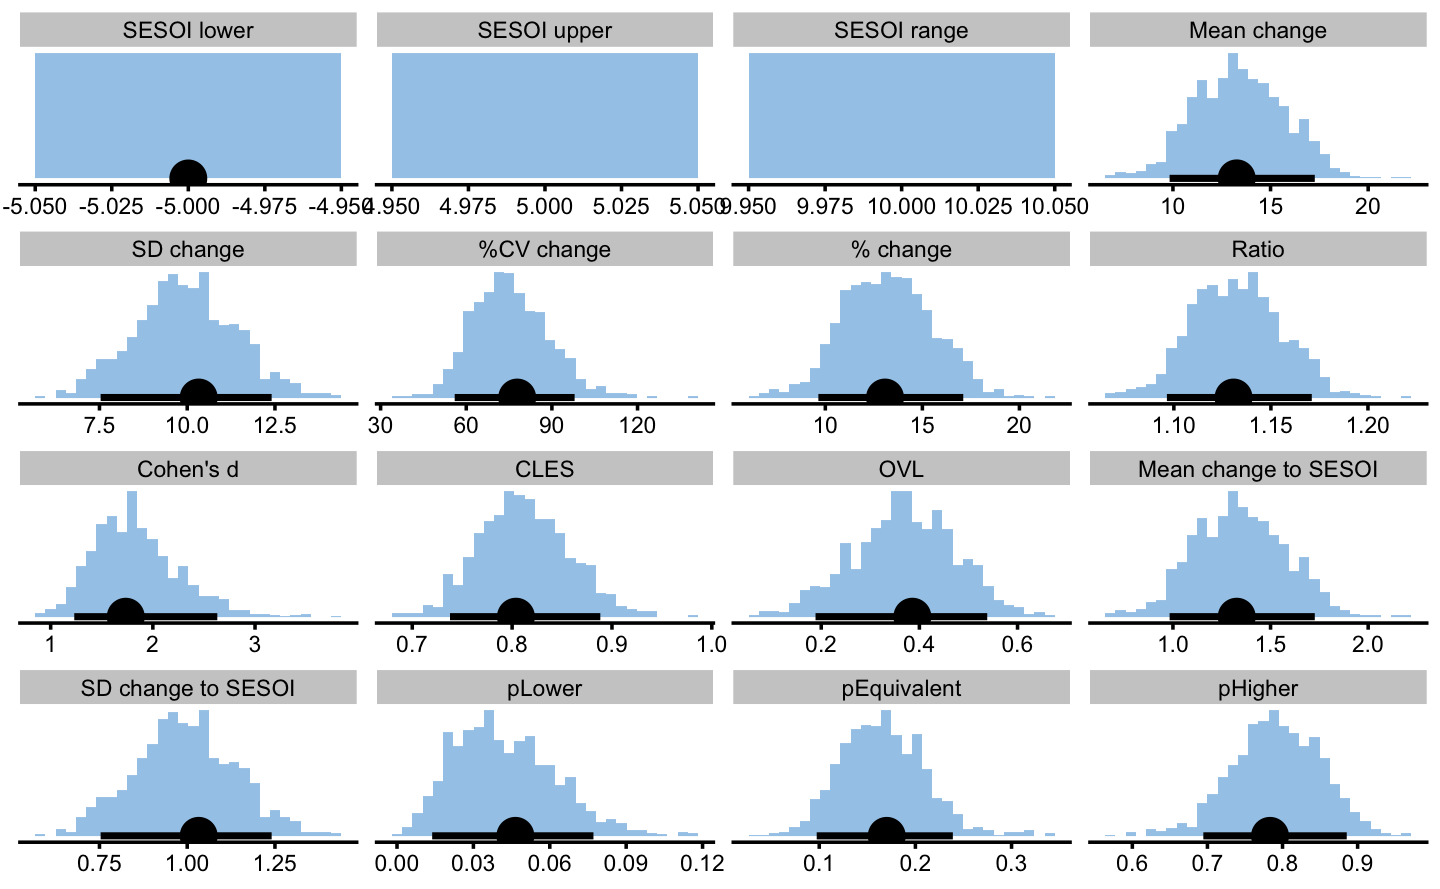 SESOI lower SESOI upper SESOI range Mean change
-5.050 -5.025 -5.000 -4.975 -4.950 4.950 4.975 5.000 5.025 5.050 9.950 9.975 10.000 10.025 10.050 10 15 20
SD change %CV change % change Ratio
7.5 10.0 12.5 30 60 90 120 10 15 20 1.10 1.15 1.20
Cohen's d CLES OVL Mean change to SESOI
1 2 3 0.7 0.8 0.9 1.0 0.2 0.4 0.6 1.0 1.5 2.0
SD change to SESOI pLower pEquivalent pHigher
0.75 1.00 1.25 0.00 0.03 0.06 0.09 0.12 0.1 0.2 0.3 0.6 0.7 0.8 0.9